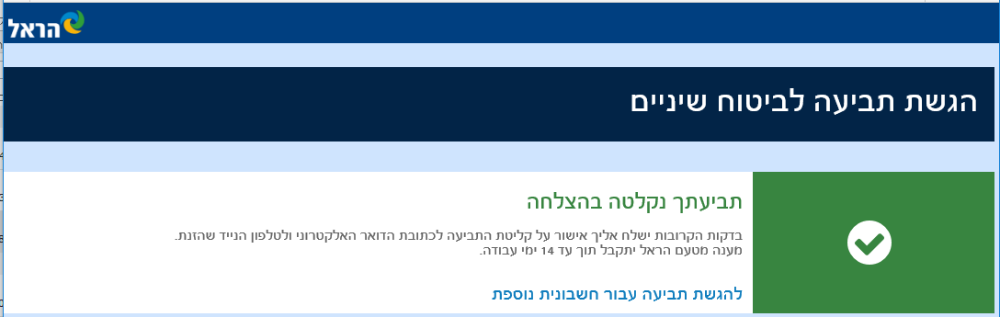 הראל
הגשת תביעה לביטוח שיניים
תביעתך נקלטה בהצלחה
בדקות הקרובות ישלח אליך אישור על קליטת התביעה לכתובת הדואר האלקטרוני ולטלפון הנייד שהזנת.
מענה מטעם הראל יתקבל תוך עד 14 ימי עבודה.
להגשת תביעה עבור חשבונית נוספת